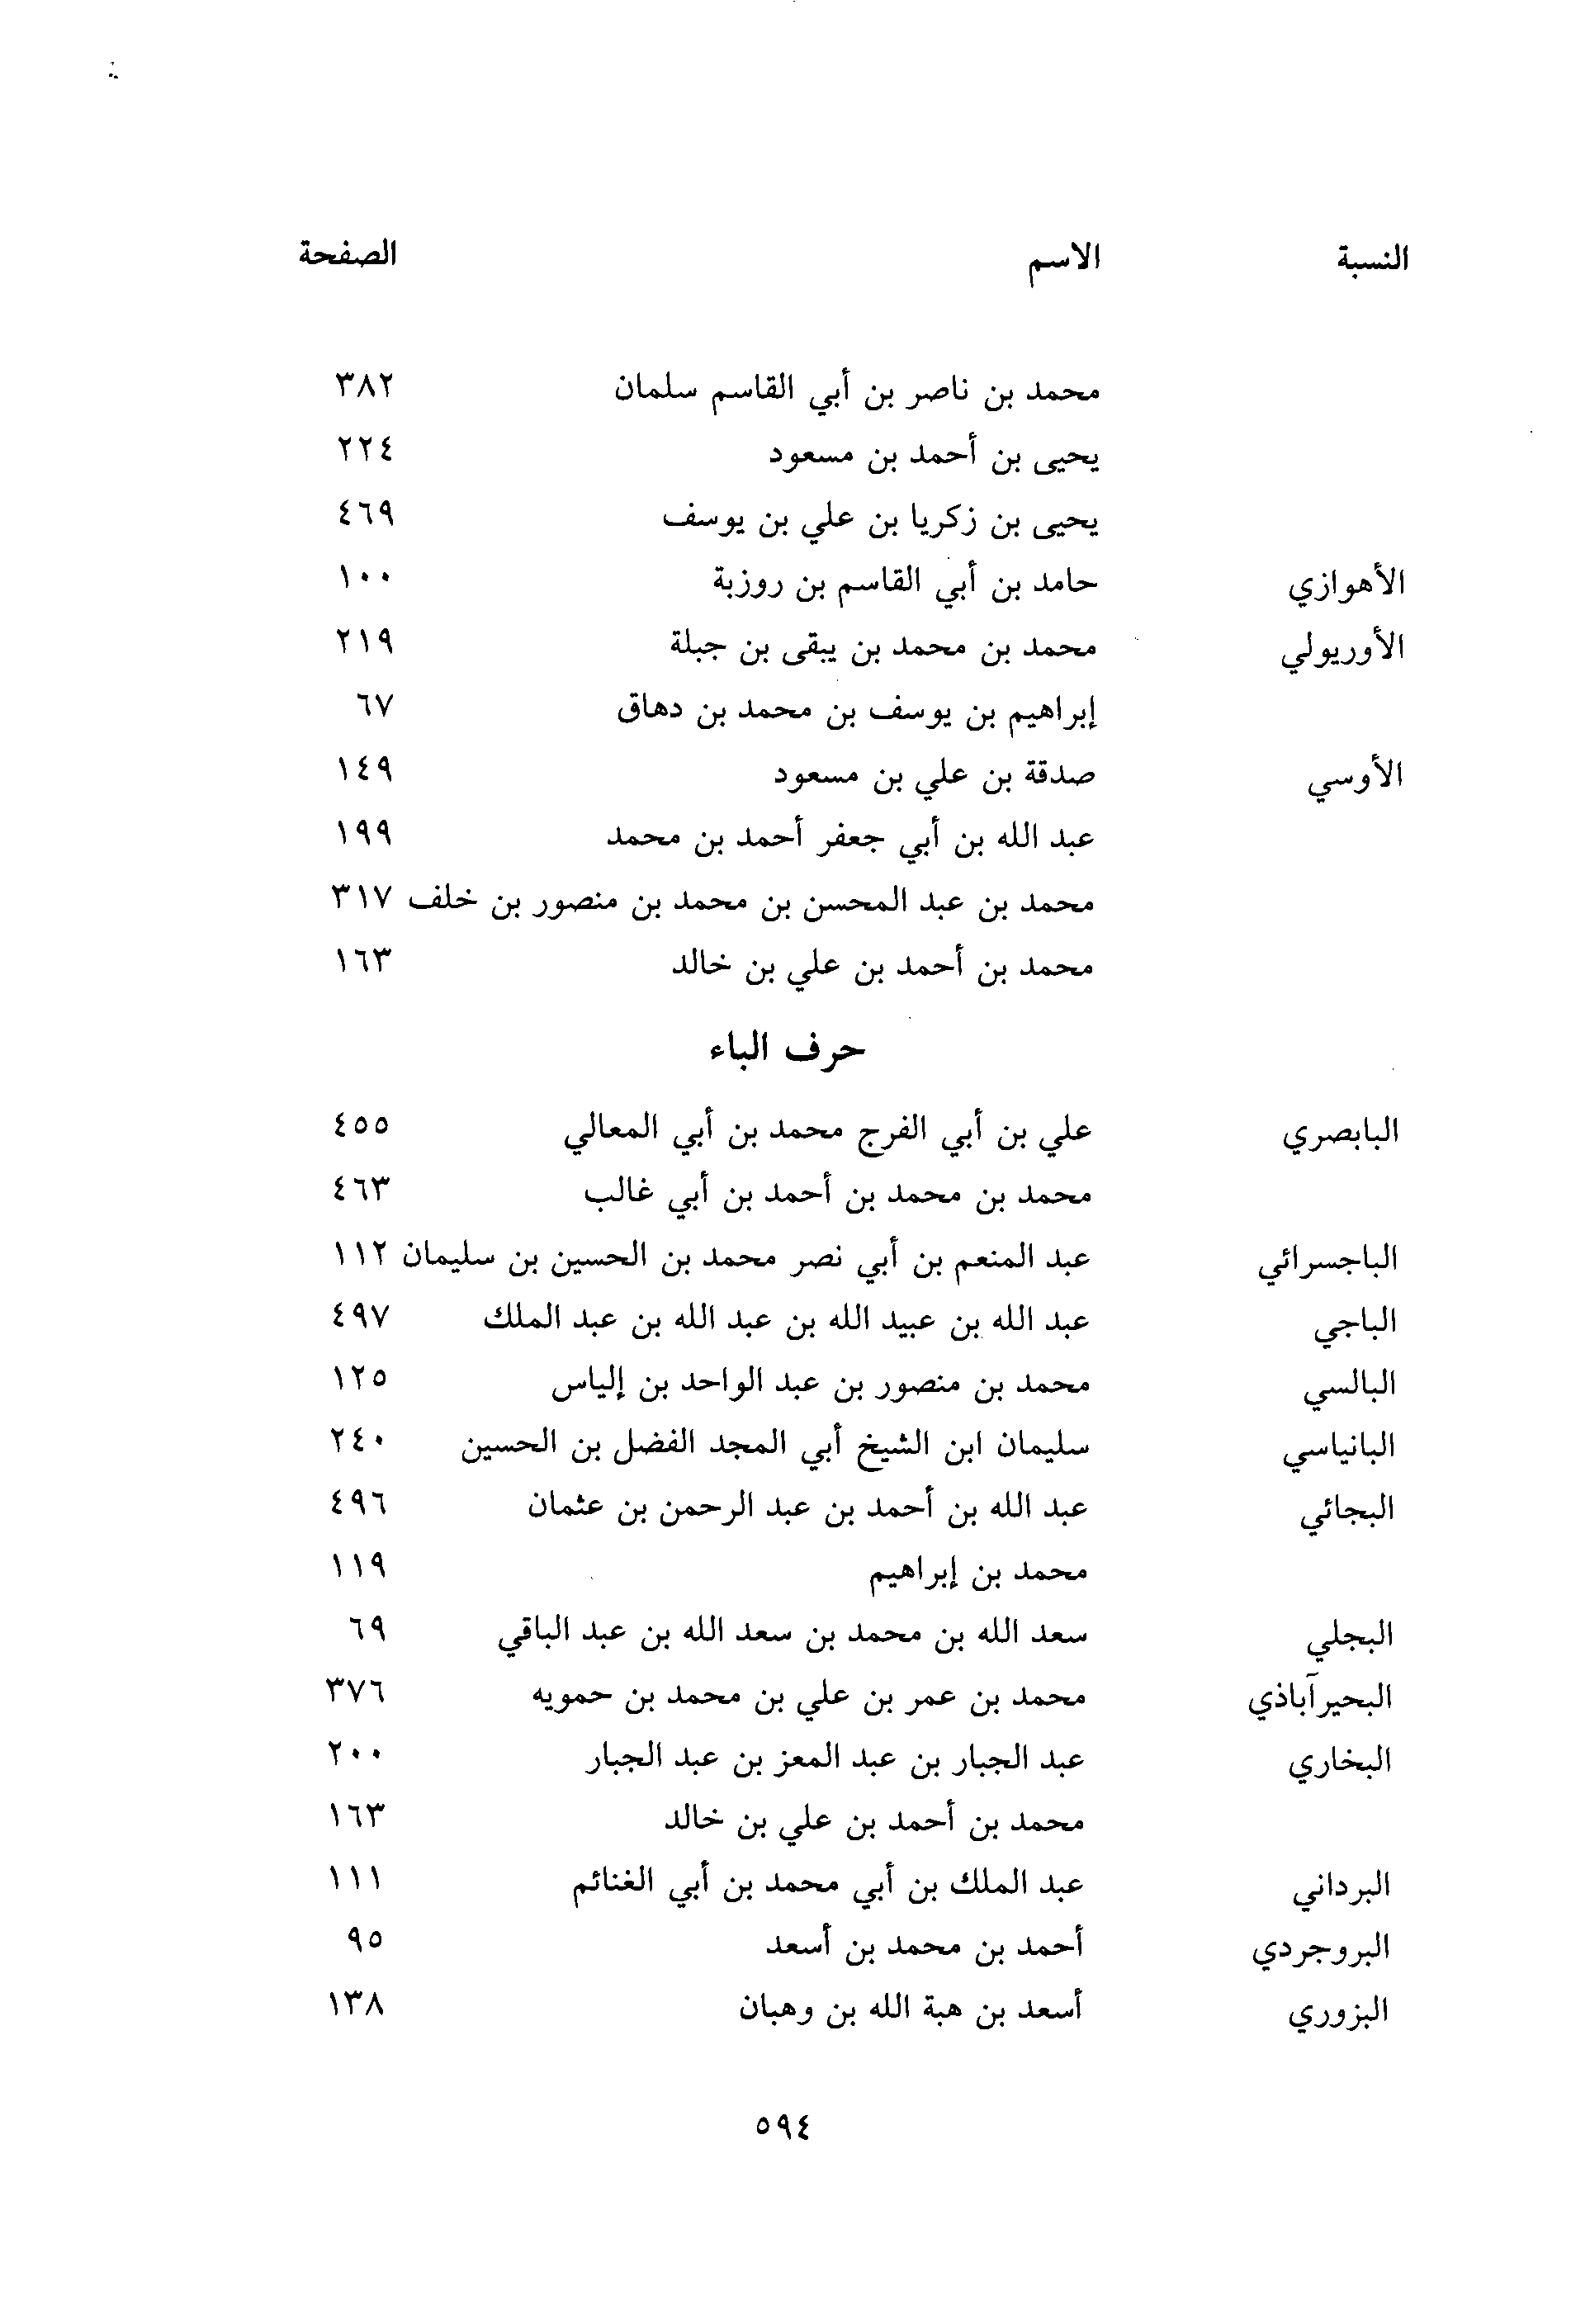 النسبة الاسم الصفحة
محمد بن ناصر بن أبي القاسم سلمان ٣٨٢
يحيى بن أحمد بن مسعود ٢٢٤
يحيى بن زكريا بن علي بن يوسف ٤٦٩
الأهوازي حامد بن أبي القاسم بن روزبة ١٠٠
الأوريولي محمد بن محمد بن يبقى بن جبلة ٢١٩
إبراهيم بن يوسف بن محمد بن دهاق ٦٧
الأوسي صدقة بن علي بن مسعود ١٤٩
عبد الله بن أبي جعفر أحمد بن محمد ١٩٩
محمد بن عبد المحسن بن محمد بن منصور بن خلف ٣١٧
محمد بن أحمد بن علي بن خالد ١٦٣
حرف الباء
البابصري علي بن أبي الفرج محمد بن أبي المعالي ٤٥٥
محمد بن محمد بن أحمد بن أبي غالب ٤٦٣
الباجسرائي عبد المنعم بن أبي نصر محمد بن الحسين بن سليمان ١١٢
الباجي عبد الله بن عبيد الله بن عبد الله بن عبد الملك ٤٩٧
البالسي محمد بن منصور بن عبد الواحد بن إلياس ١٢٥
البانياسي سليمان ابن الشيخ أبي المجد الفضل بن الحسين ٢٤٠
البجائي عبد الله بن أحمد بن عبد الرحمن بن عثمان ٤٩٦
محمد بن إبراهيم ١١٩
البجلي سعد الله بن محمد بن سعد الله بن عبد الباقي ٦٩
البحيرآباذي محمد بن عمر بن علي بن محمد بن حمويه ٣٧٦
البخاري عبد الجبار بن عبد المعز بن عبد الجبار ٢٠٠
محمد بن أحمد بن علي بن خالد ١٦٣
البرداني عبد الملك بن أبي محمد بن أبي الغنائم ١١١
البروجردي أحمد بن محمد بن أسعد ٩٥
البزوري أسعد بن هبة الله بن وهبان ١٣٨
٥٩٤